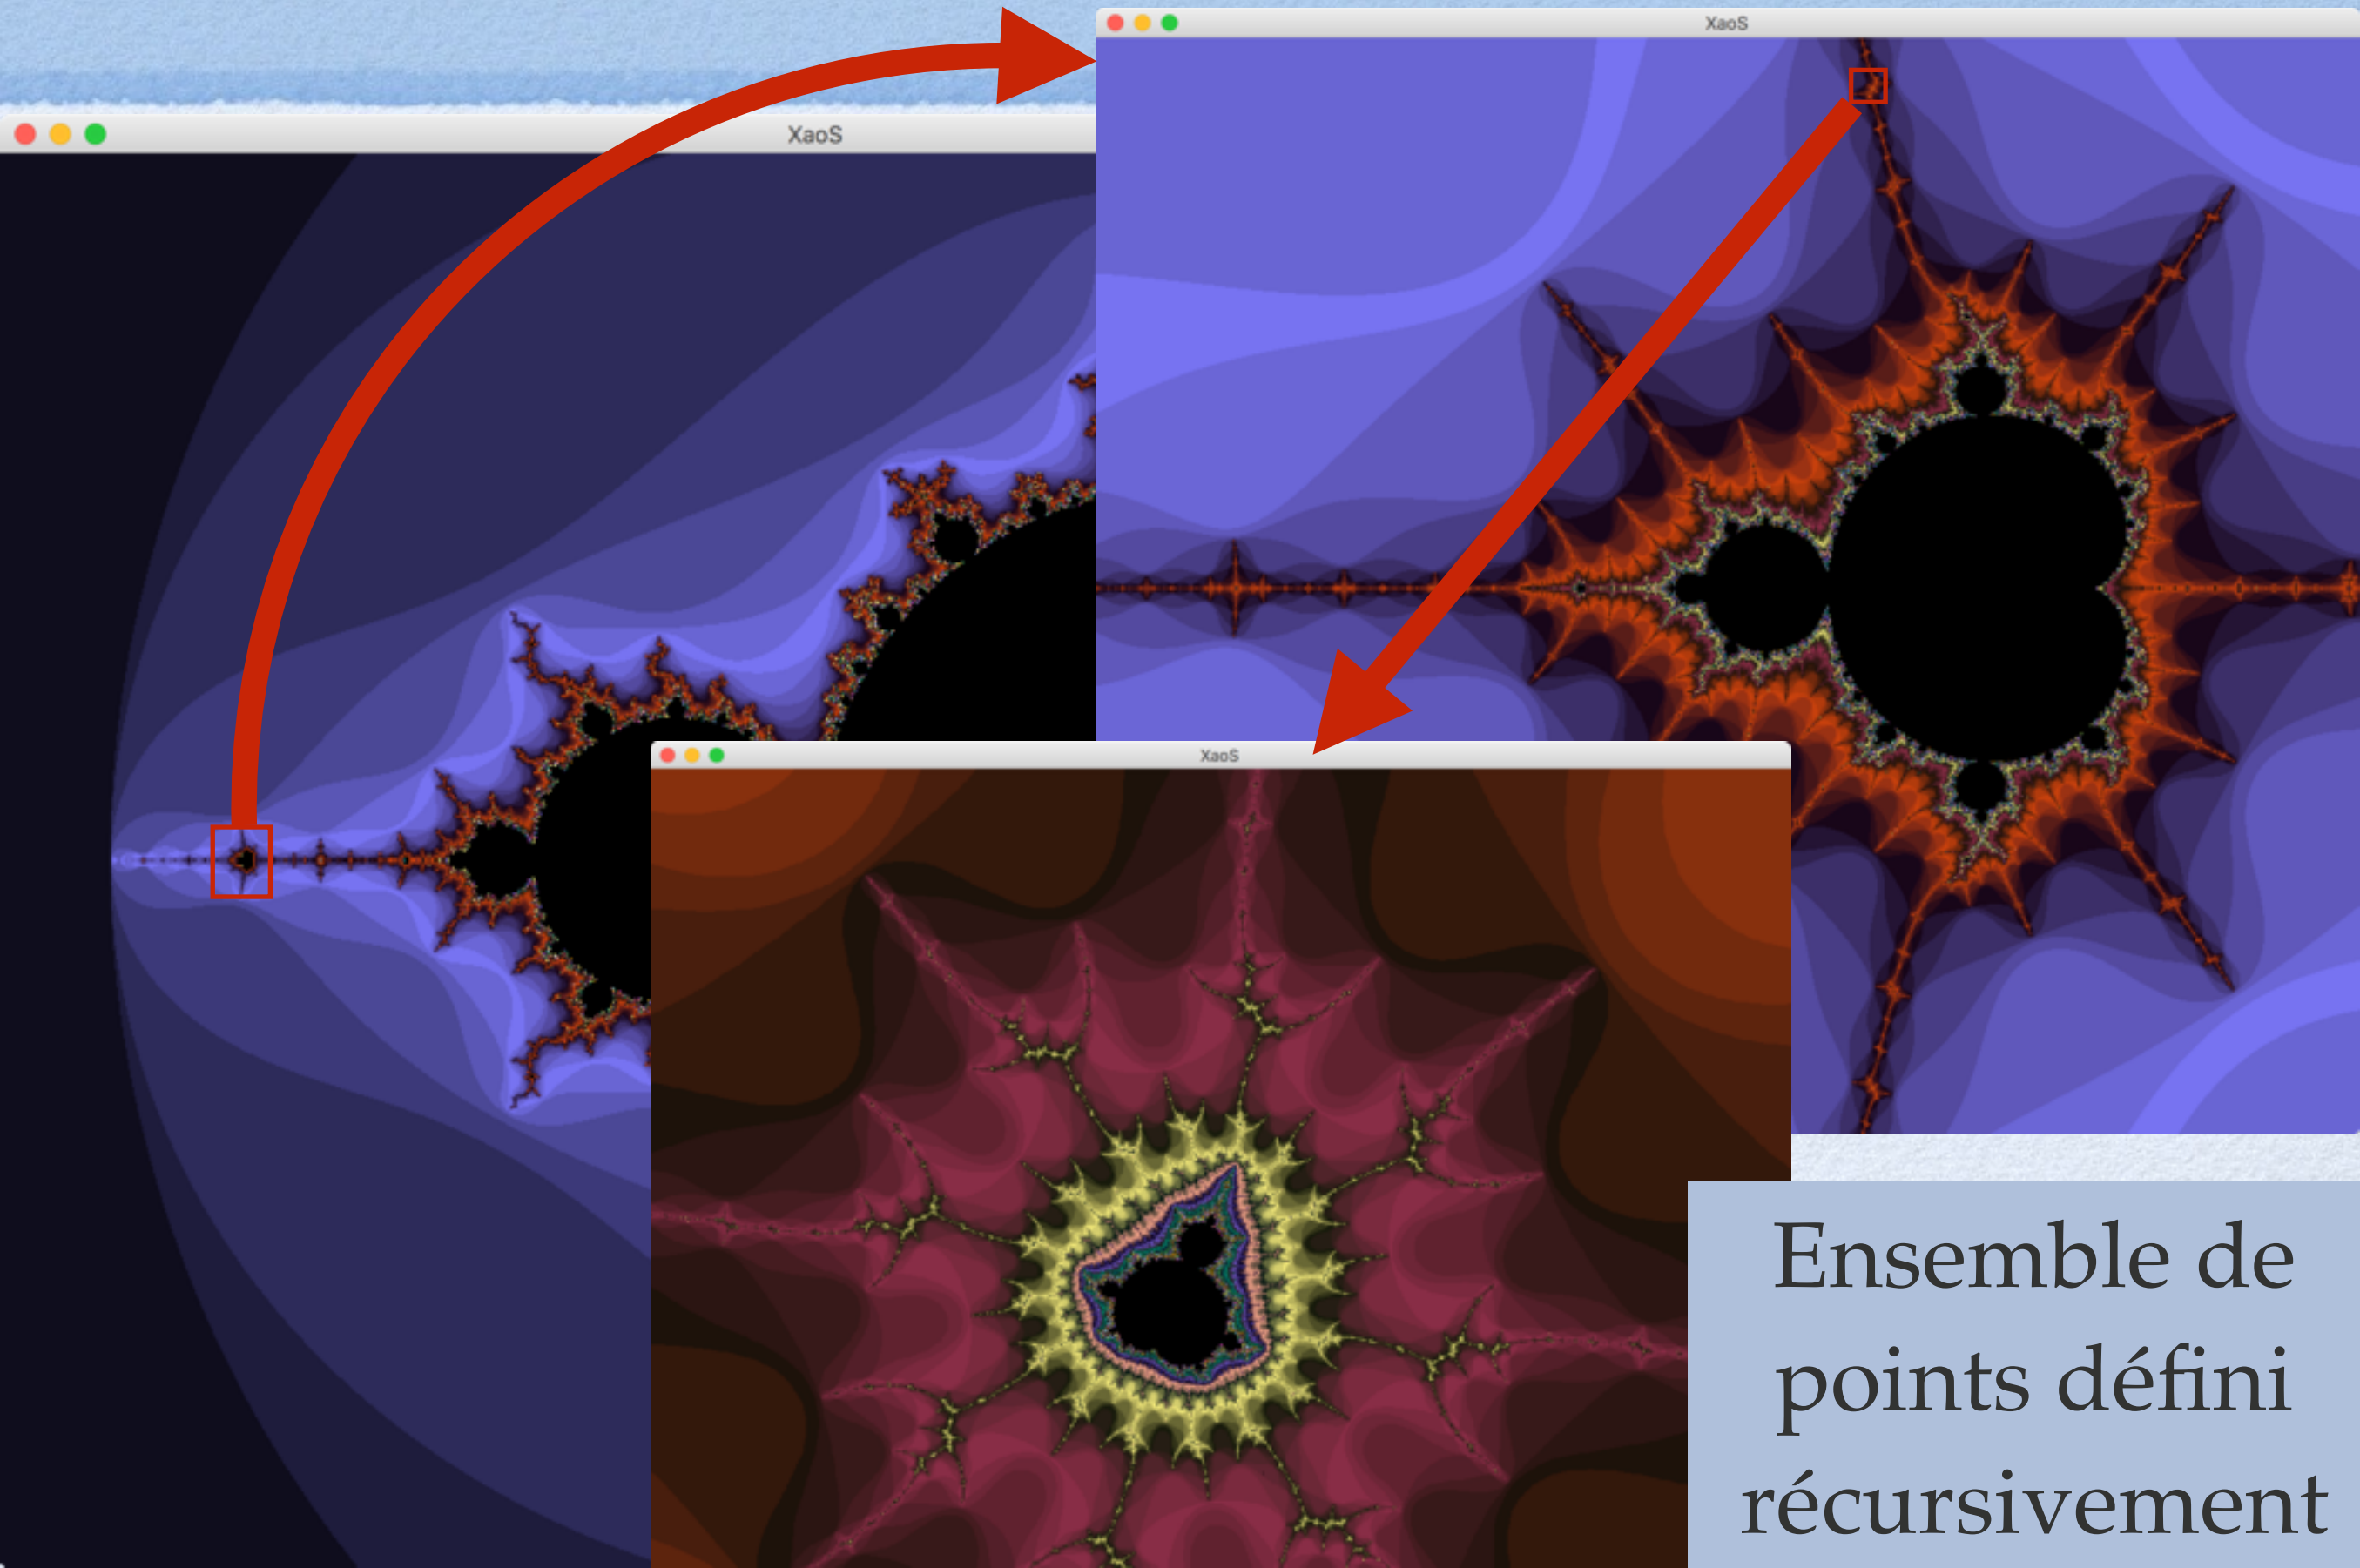 XaoS
XaoS
XaoS
Ensemble de
points défini
récursivement